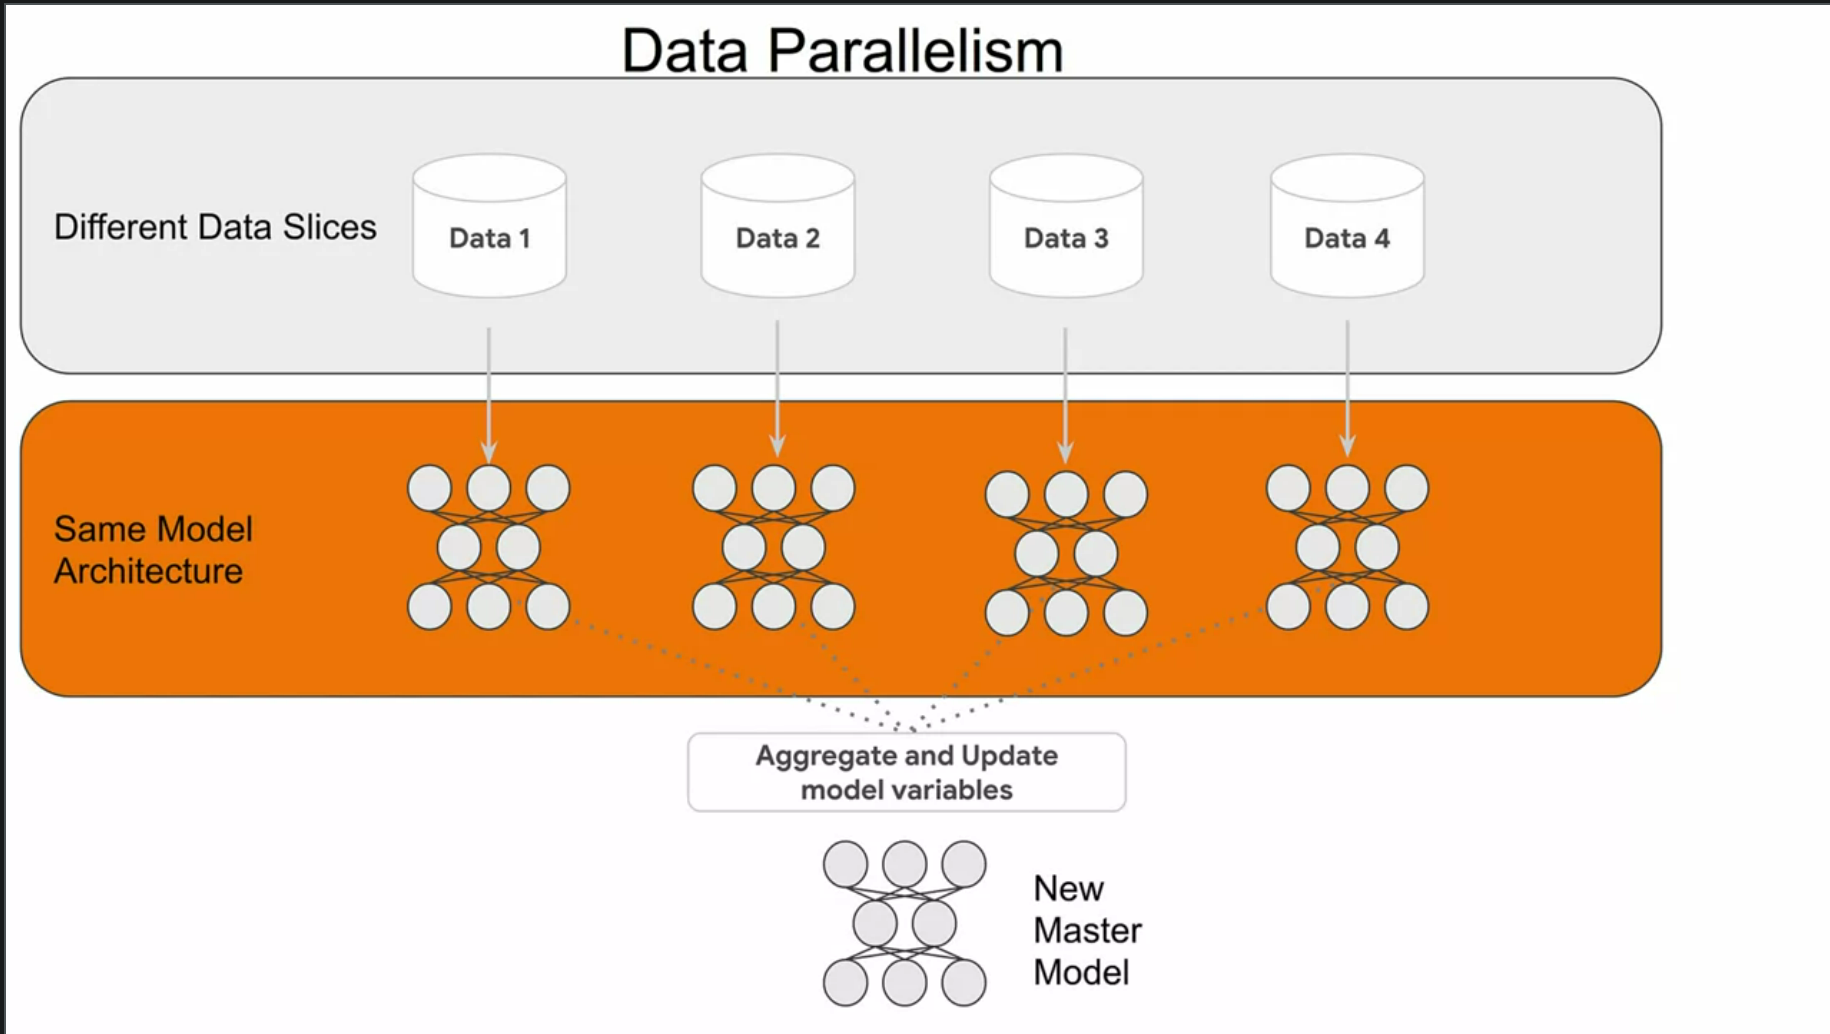 Data Parallelism
Different Data Slices
Data 1
Data 2
Data 3
Data 4
Same Model
Architecture
Aggregate and Update
model variables
New
Master
Model